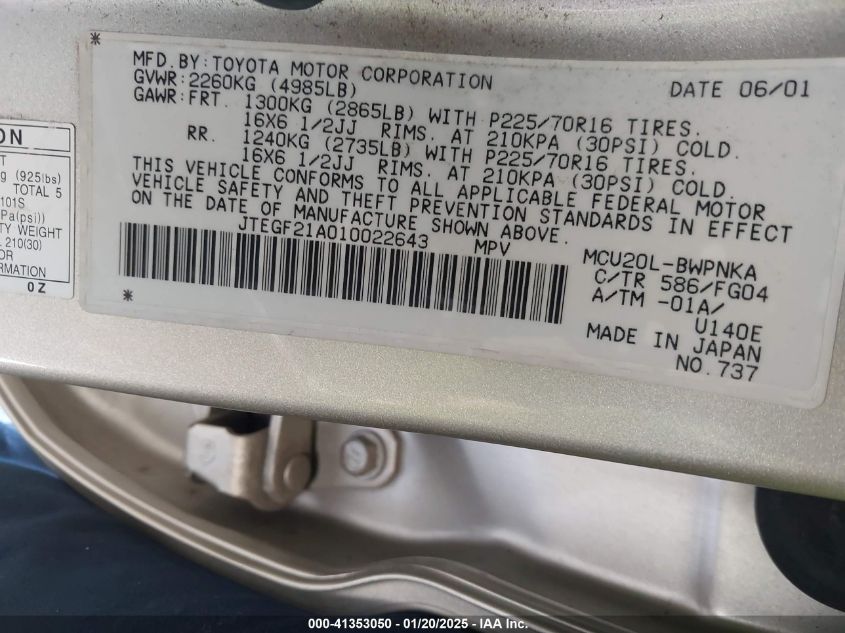 ON
T
g (925lbs)
TOTAL 5
101S
Pa(psi))
TY WEIGHT
210(30)
OR
RMATION
0Z
*
MFD.BY:TOYOTA MOTOR CORPORATION DATE 06/01
GVWR:2260KG (4985LB)
GAWR:FRT. 1300KG (2865LB) WITH P225/70R16 TIRES.
16X6 1/2JJ RIMS. AT 210KPA (30PSI) COLD.
RR. 1240KG (2735LB) WITH P225/70R16 TIRES.
16X6 1/2JJ RIMS. AT 210KPA (30PSI) COLD.
THIS VEHICLE CONFORMS TO ALL APPLICABLE FEDERAL MOTOR
VEHICLE SAFETY AND THEFT PREVENTION STANDARDS IN EFFECT
ON THE DATE OF MANUFACTURE SHOWN ABOVE.
JTEGF21A010022643 MPV
MCU20L-BWPNKA
C/TR 586/FG04
A/TM -01A/
U140E
MADE IN JAPAN
NO.737
*
000-41353050 - 01/20/2025 - IAA Inc.